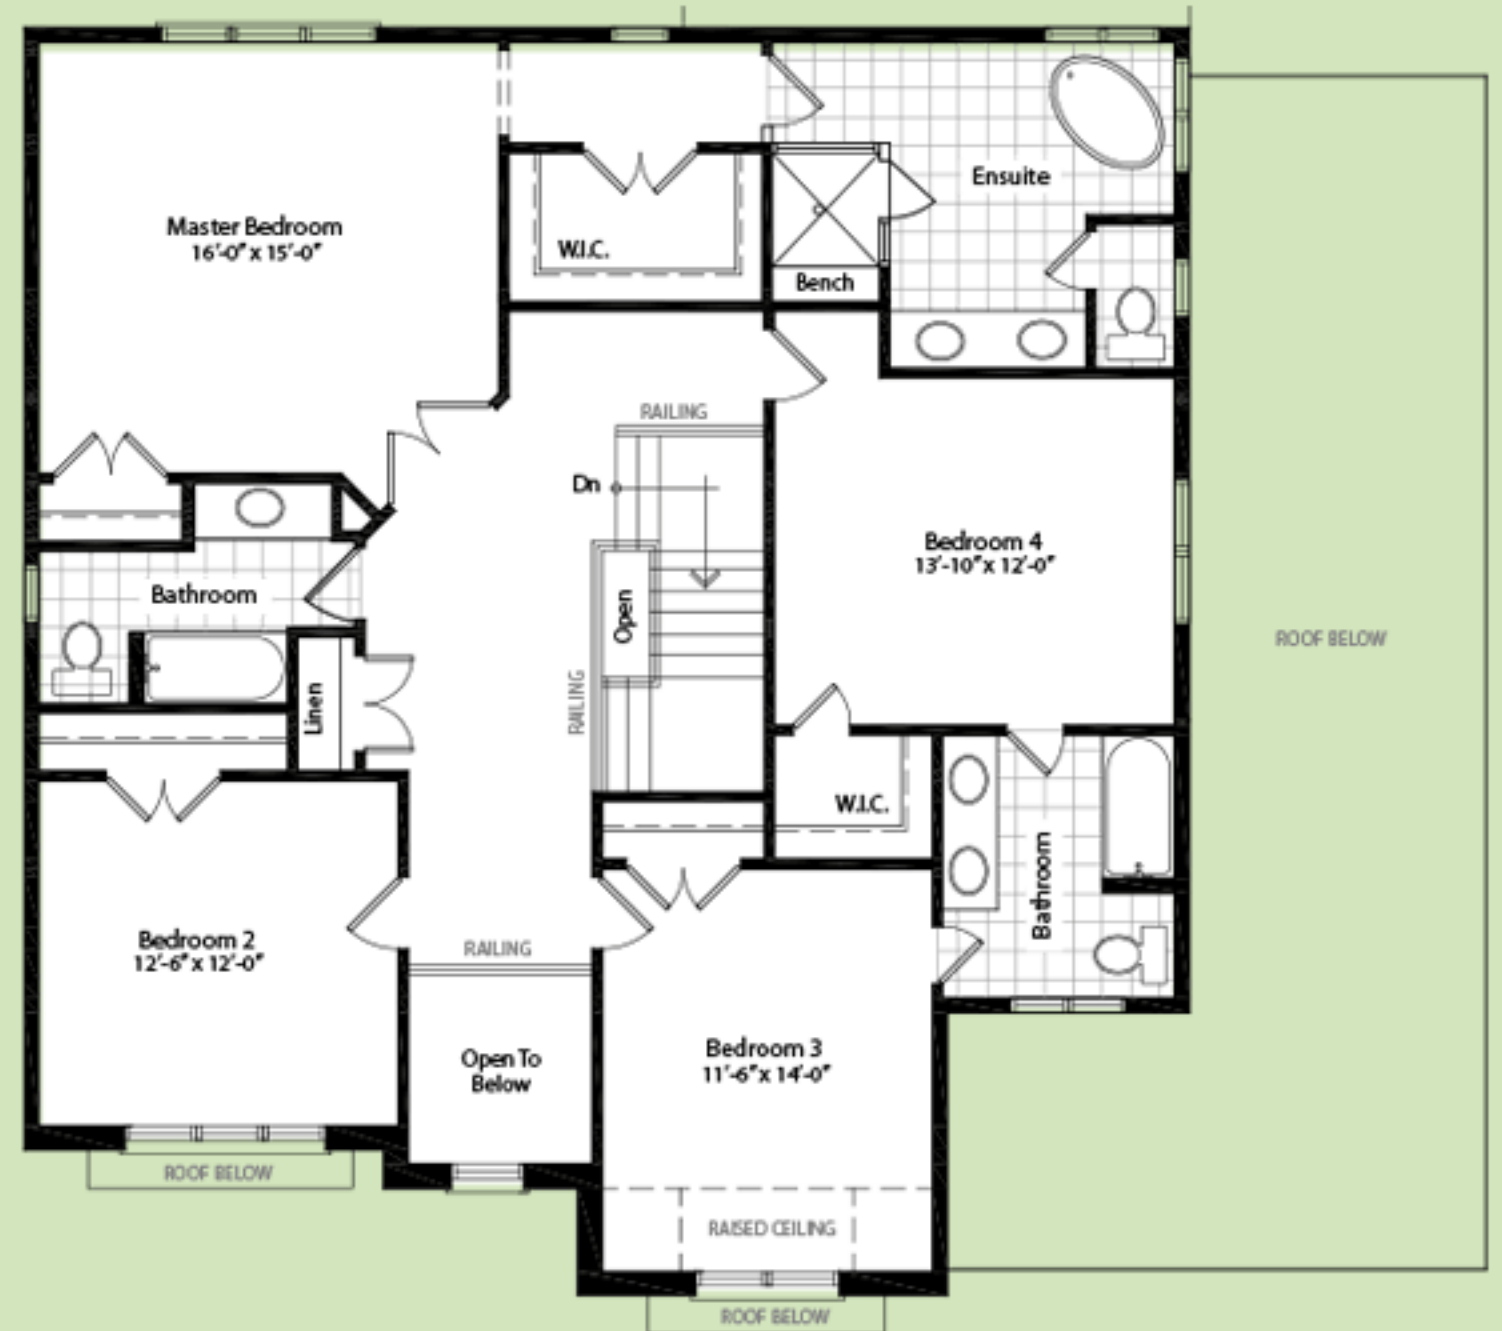 Master Bedroom
16'-0" x 15'-0"
W.I.C.
Ensuite
Bench
RAILING
Dn
Open
RAILING
Bathroom
Linen
Bedroom 4
13'-10" x 12'-0"
W.I.C.
Bathroom
ROOF BELOW
Bedroom 2
12'-6" x 12'-0"
RAILING
Open To
Below
Bedroom 3
11'-6" x 14'-0"
RAISED CEILING
ROOF BELOW
ROOF BELOW